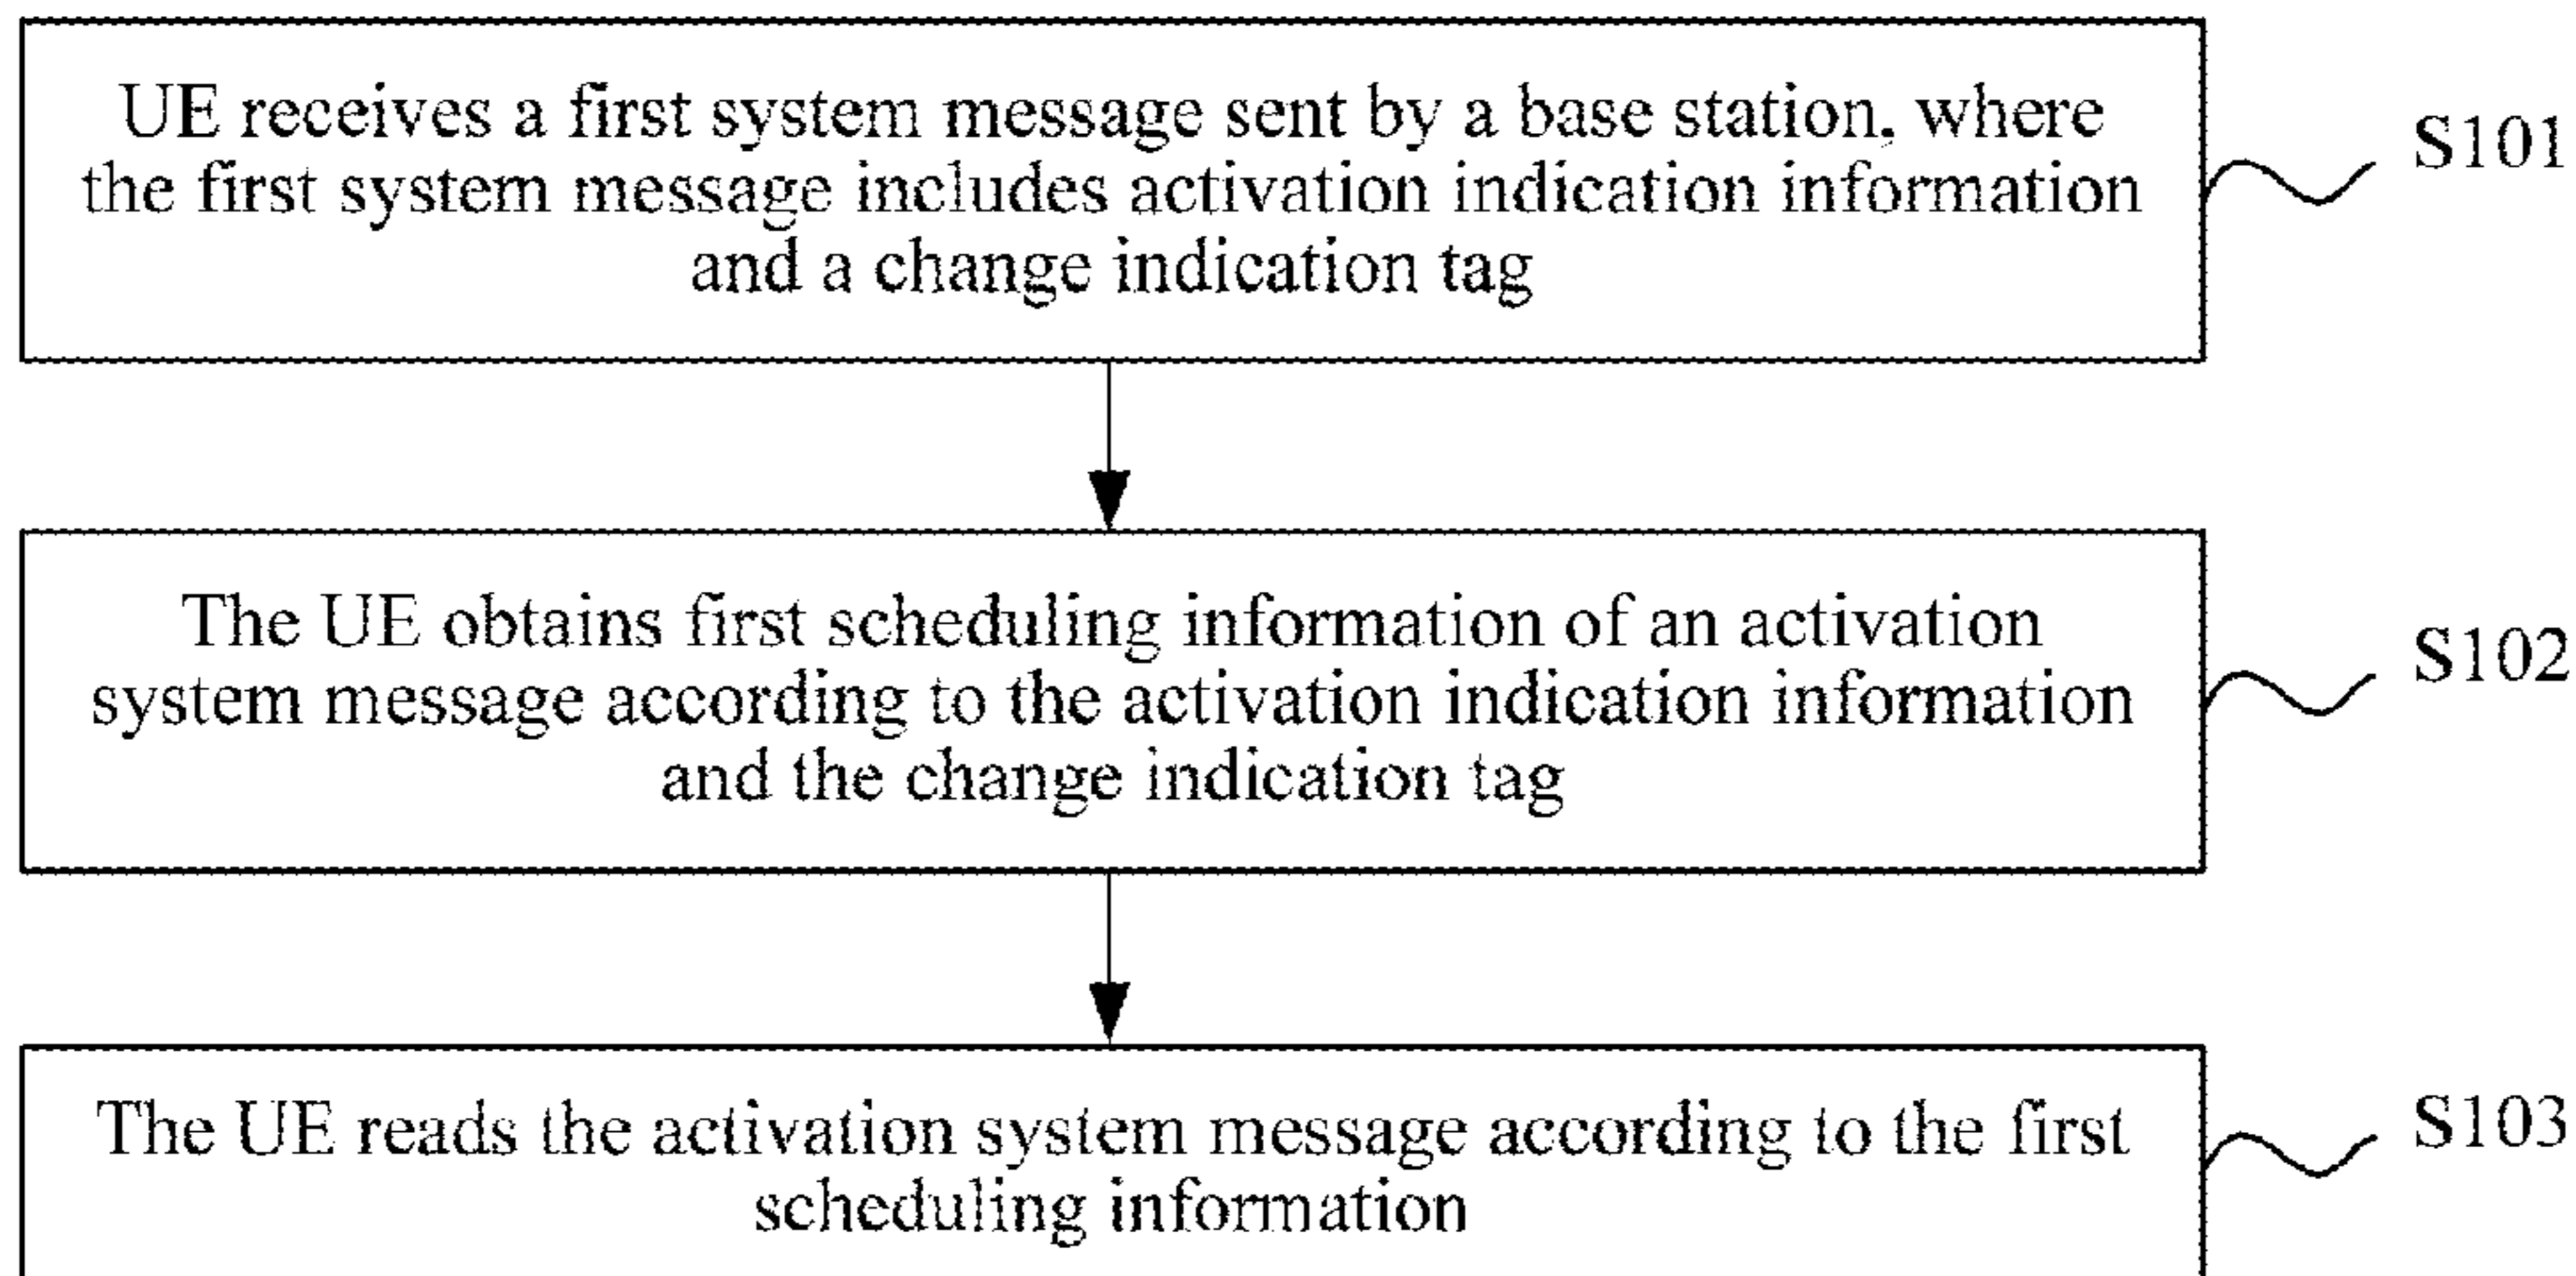 UE receives a first system message sent by a base station, where
the first system message includes activation indication information
and a change indication tag
S101
The UE obtains first scheduling information of an activation
system message according to the activation indication information
and the change indication tag
S102
The UE reads the activation system message according to the first
scheduling information
S103